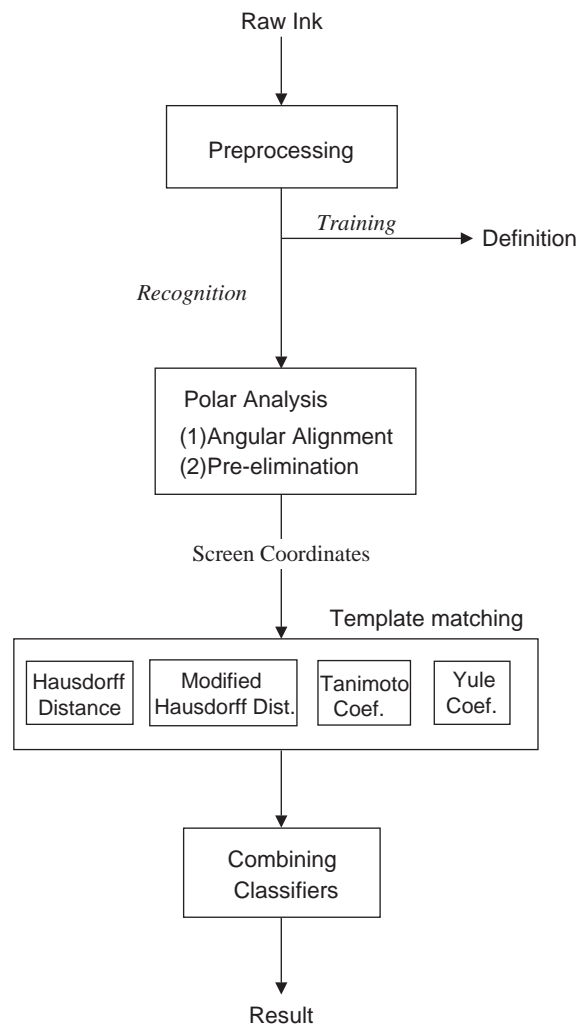 Raw Ink
Preprocessing
Training
Definition
Recognition
Polar Analysis
(1)Angular Alignment
(2)Pre-elimination
Screen Coordinates
Template matching
Hausdorff
Distance
Modified
Hausdorff Dist.
Tanimoto
Coef.
Yule
Coef.
Combining
Classifiers
Result